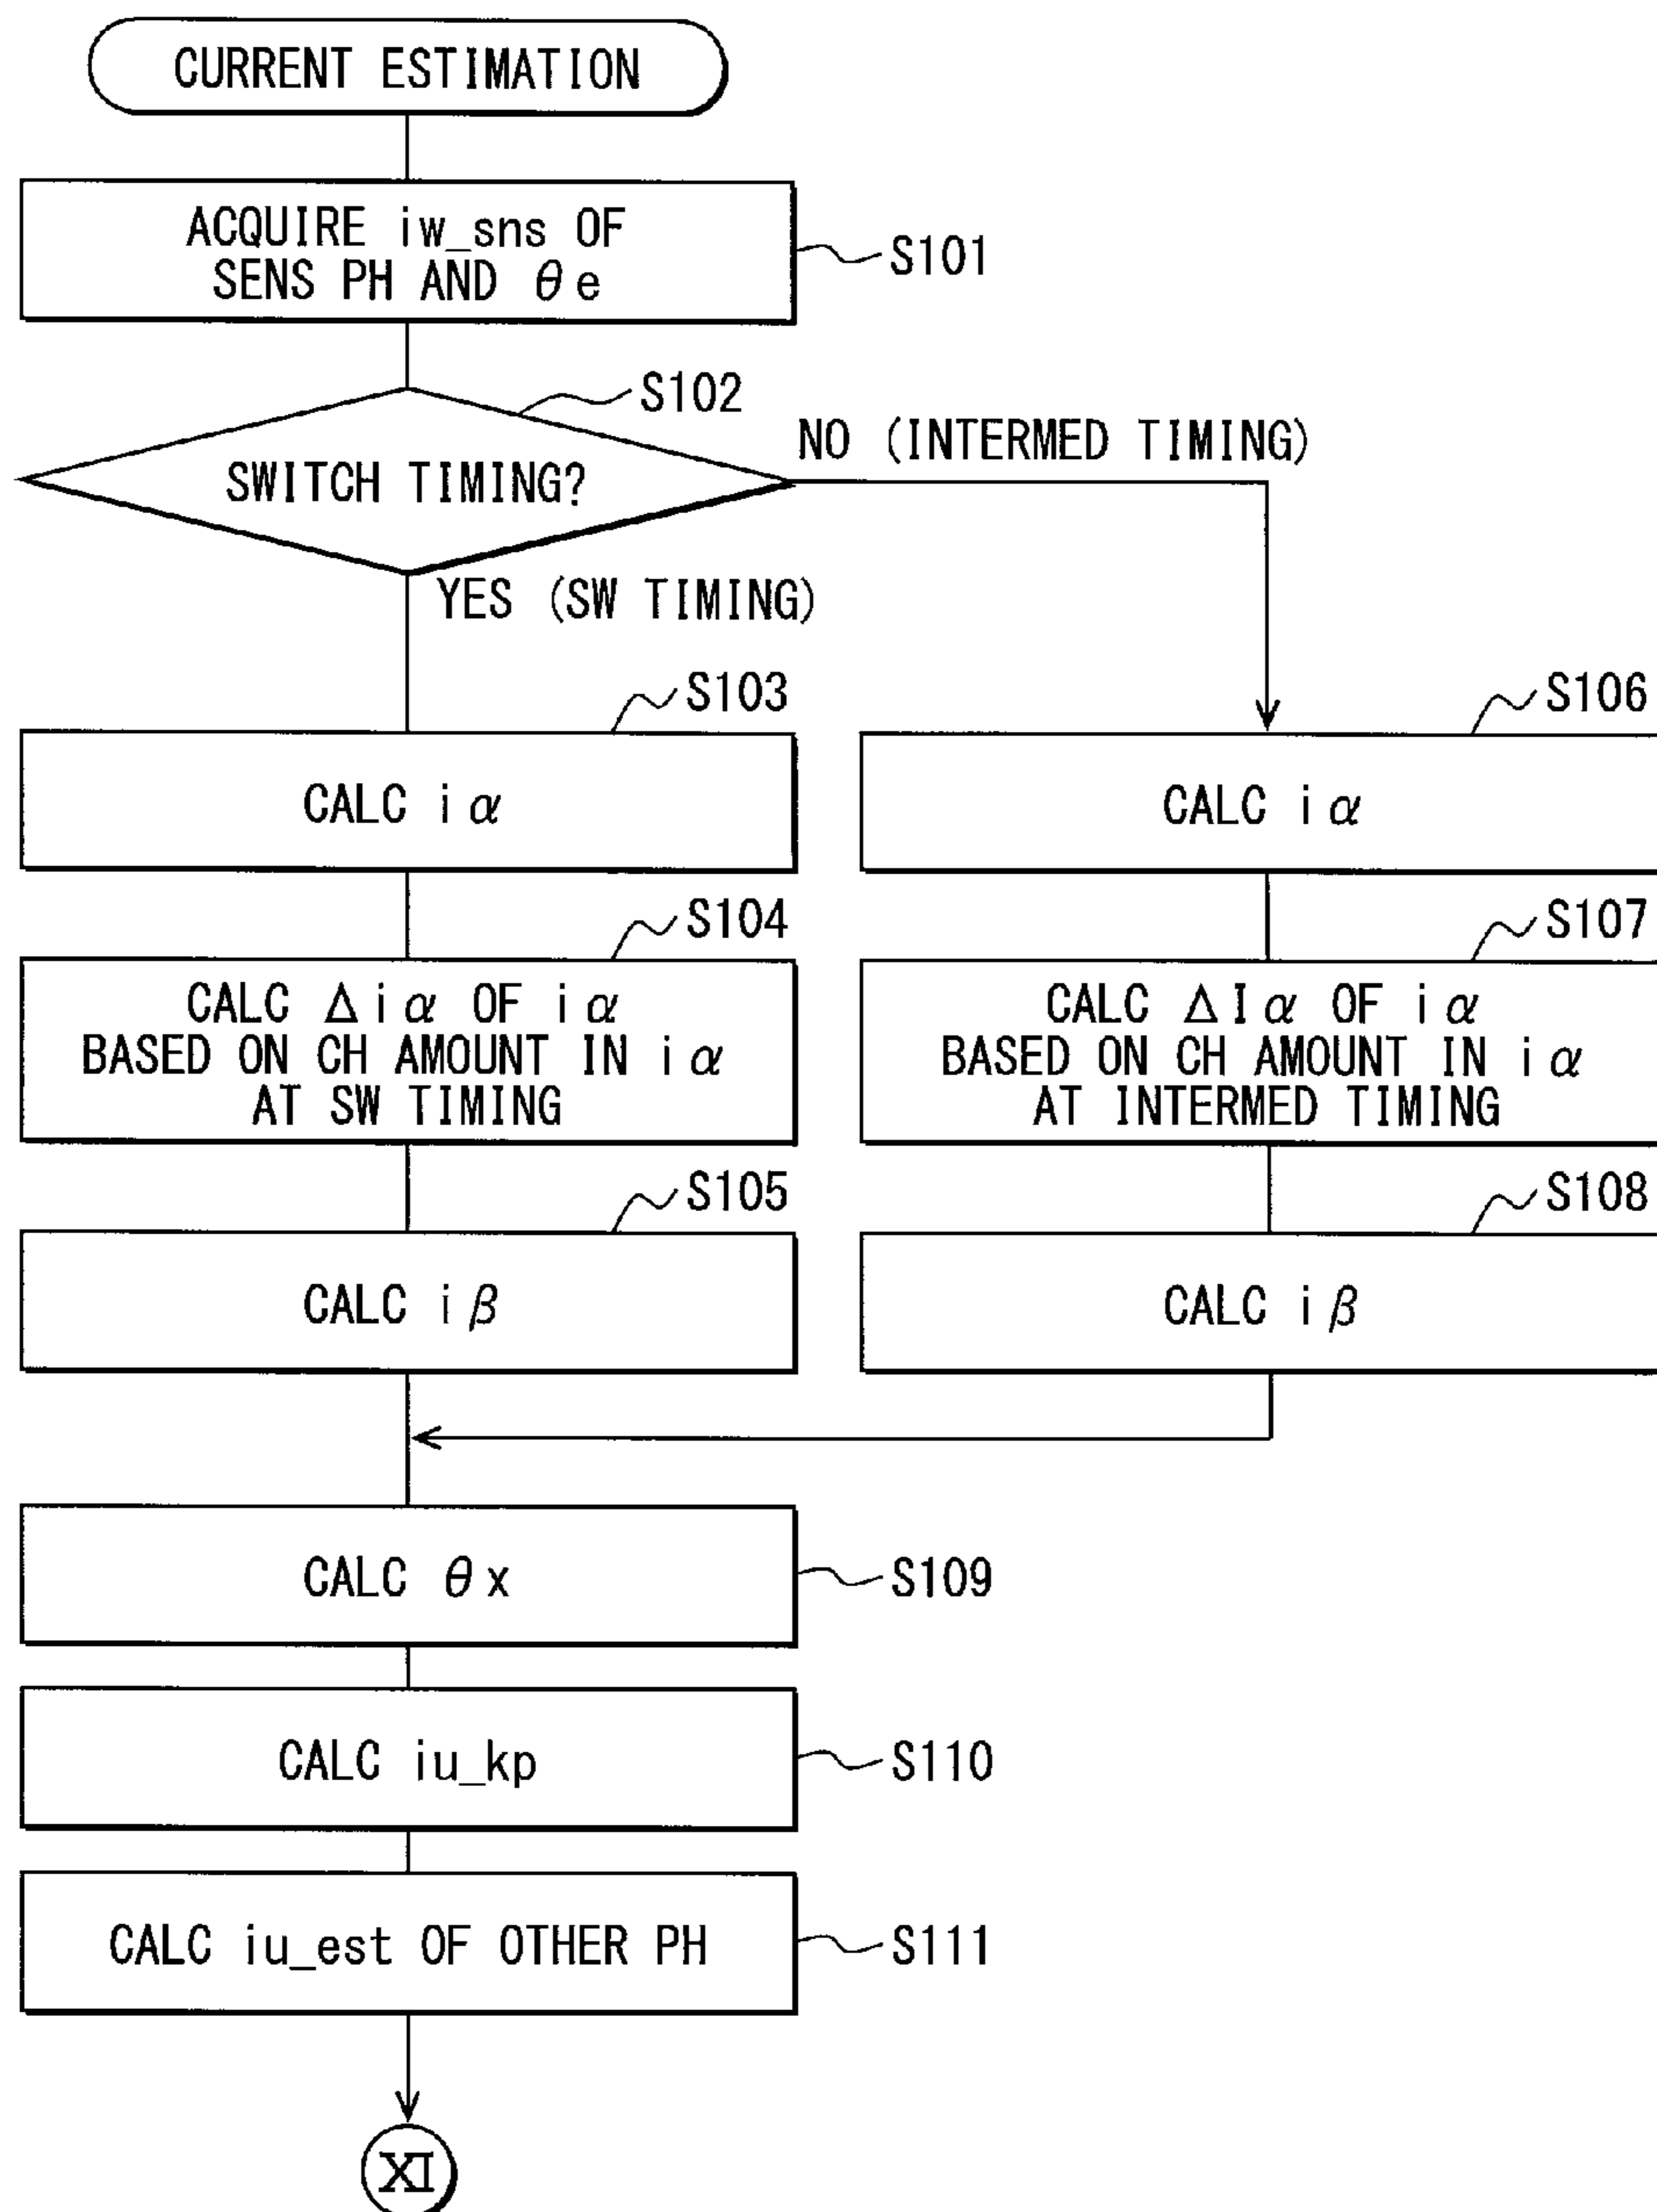 CURRENT ESTIMATION
ACQUIRE iw_sns OF
SENS PH AND θe
S101
S102
SWITCH TIMING?
NO (INTERMED TIMING)
YES (SW TIMING)
S103
CALC iα
S104
CALC Δiα OF iα
BASED ON CH AMOUNT IN iα
AT SW TIMING
S105
CALC iβ
S106
CALC iα
S107
CALC ΔIα OF iα
BASED ON CH AMOUNT IN iα
AT INTERMED TIMING
S108
CALC iβ
CALC θx
S109
CALC iu_kp
S110
CALC iu_est OF OTHER PH
S111
XI